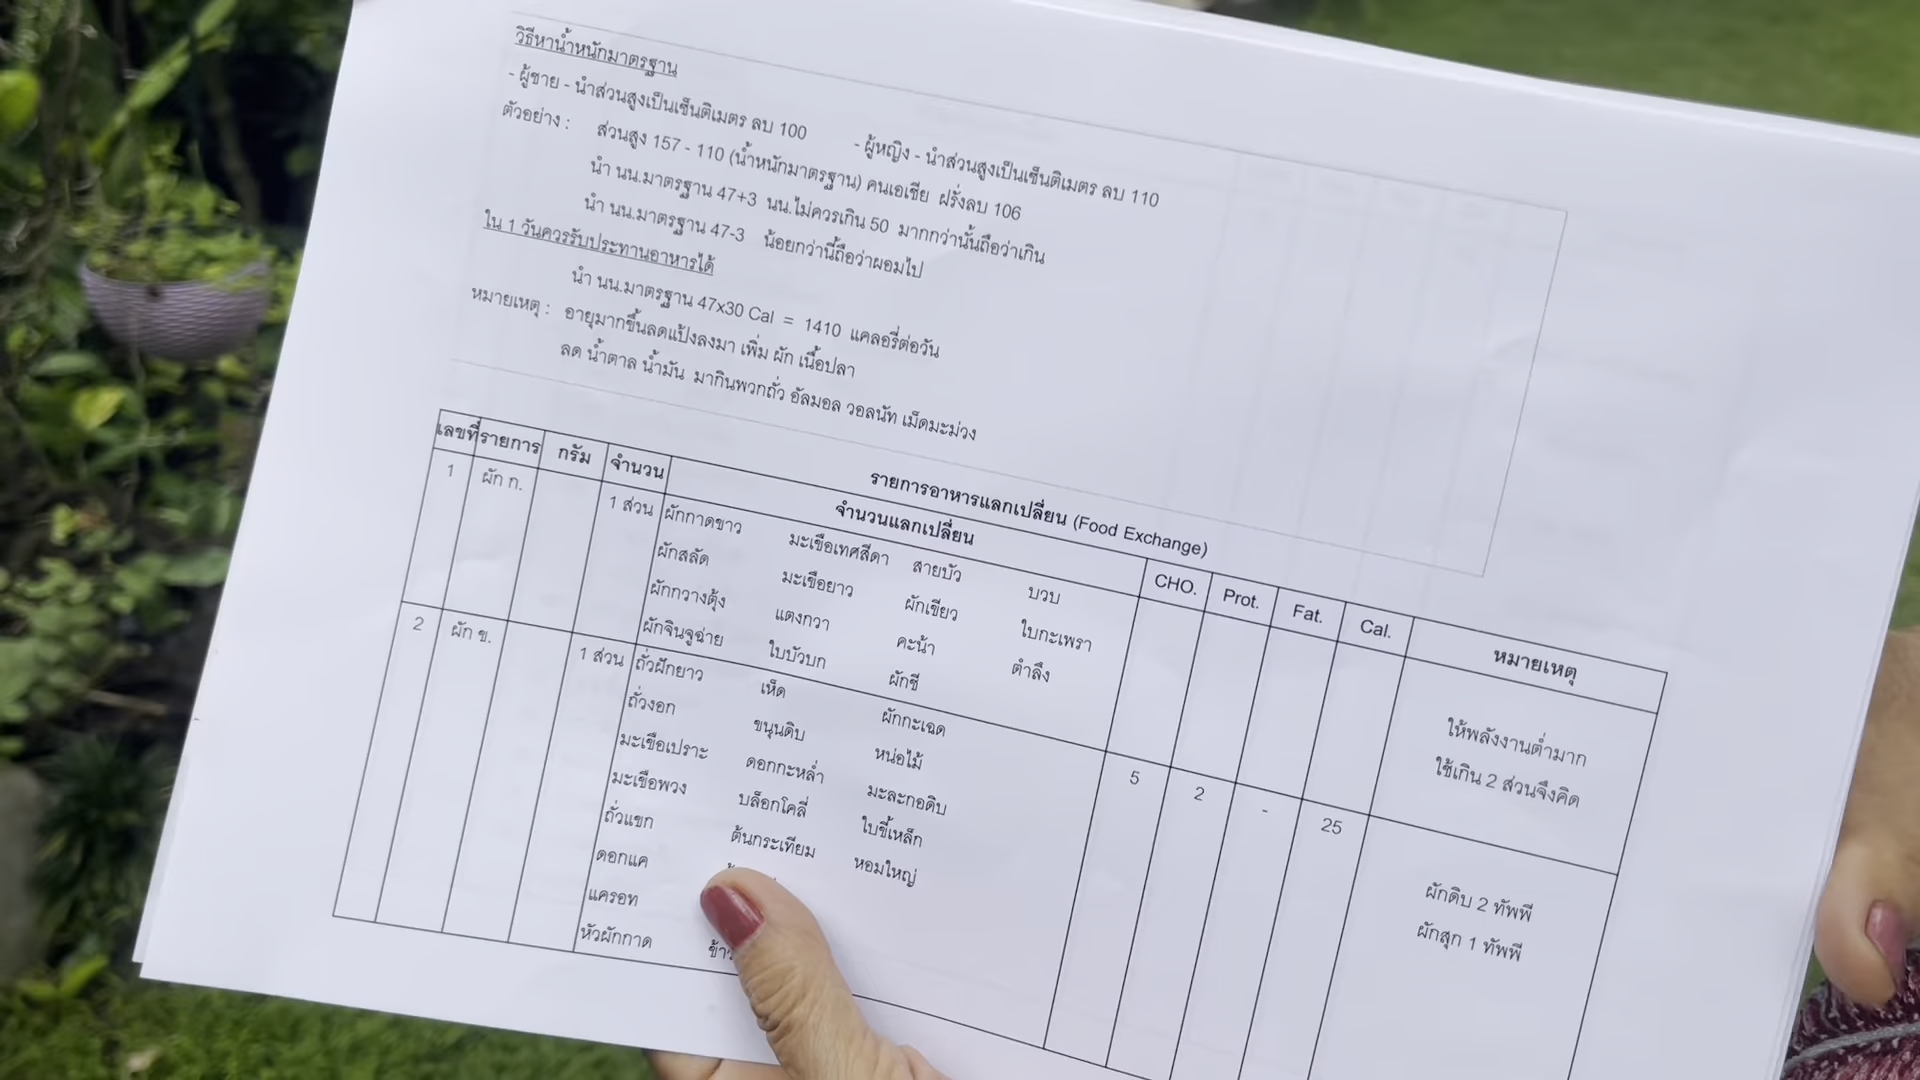 วิธีหาน้ำหนักมาตรฐาน
- ผู้ชาย - นำส่วนสูงเป็นเซ็นติเมตร ลบ 100 - ผู้หญิง - นำส่วนสูงเป็นเซ็นติเมตร ลบ 110
ตัวอย่าง : ส่วนสูง 157 - 110 (น้ำหนักมาตรฐาน) คนเอเชีย ฝรั่งลบ 106
นำ นน.มาตรฐาน 47+3 นน.ไม่ควรเกิน 50 มากกว่านั้นถือว่าเกิน
นำ นน.มาตรฐาน 47-3 น้อยกว่านี้ถือว่าผอมไป
ใน 1 วันควรรับประทานอาหารได้
นำ นน.มาตรฐาน 47x30 Cal = 1410 แคลอรี่ต่อวัน
หมายเหตุ : อายุมากขึ้นลดแป้งลงมา เพิ่ม ผัก เนื้อปลา
ลด น้ำตาล น้ำมัน มากินพวกถั่ว อัลมอล วอลนัท เม็ดมะม่วง
รายการอาหารแลกเปลี่ยน (Food Exchange)
เลขที่ รายการ กรัม จำนวน จำนวนแลกเปลี่ยน CHO. Prot. Fat. Cal. หมายเหตุ
1 ผัก ก. 1 ส่วน ผักกาดขาว มะเขือเทศสีดา สายบัว บวบ
ผักสลัด มะเขือยาว ผักเขียว ใบกะเพรา ให้พลังงานต่ำมาก
ผักกวางตุ้ง แตงกวา คะน้า ตำลึง ใช้เกิน 2 ส่วนจึงคิด
ผักจินจูฉ่าย ใบบัวบก ผักชี
2 ผัก ข. 1 ส่วน ถั่วฝักยาว เห็ด ผักกะเฉด 5 2 - 25
ถั่วงอก ขนุนดิบ หน่อไม้ ผักดิบ 2 ทัพพี
มะเขือเปราะ ดอกกะหล่ำ มะละกอดิบ ผักสุก 1 ทัพพี
มะเขือพวง บล็อกโคลี่ ใบขี้เหล็ก
ถั่วแขก ต้นกระเทียม หอมใหญ่
ดอกแค
แครอท
หัวผักกาด